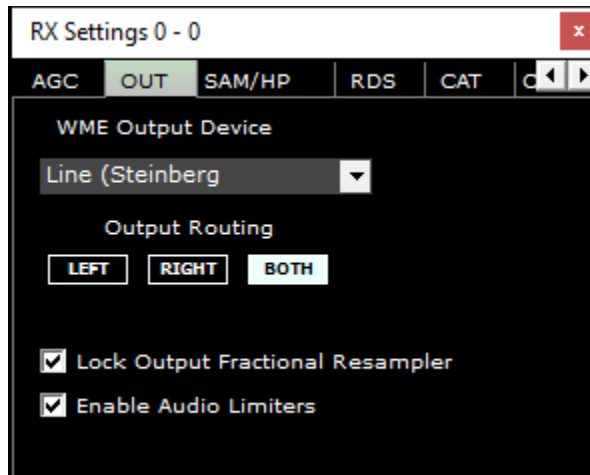 RX Settings 0 - 0
x
AGC OUT SAM/HP RDS CAT
WME Output Device
Line (Steinberg
Output Routing
LEFT RIGHT BOTH
Lock Output Fractional Resampler
Enable Audio Limiters